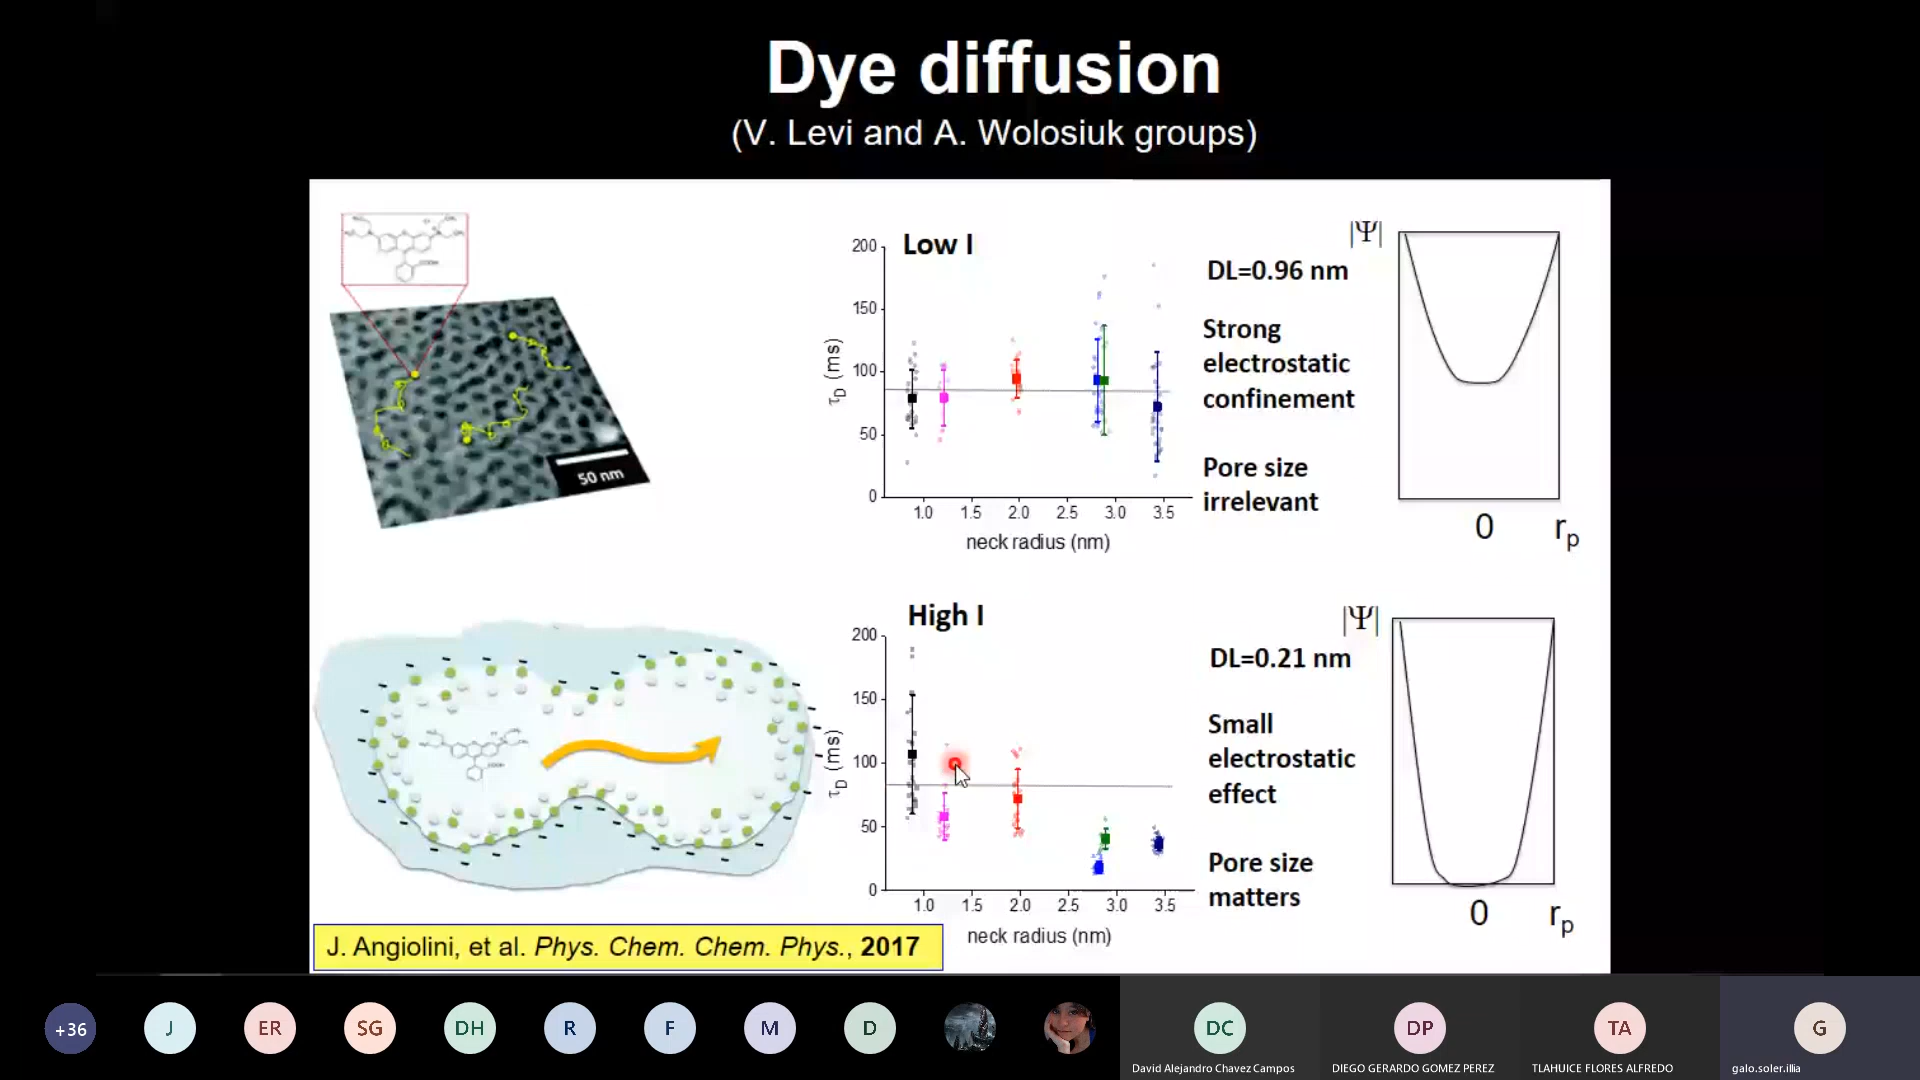 Dye diffusion
(V. Levi and A. Wolosiuk groups)
50 nm
Low I
200
150
100
50
0
τD (ms)
1.0 1.5 2.0 2.5 3.0 3.5
neck radius (nm)
DL=0.96 nm
Strong
electrostatic
confinement
Pore size
irrelevant
|Ψ|
0 rp
High I
200
150
100
50
0
τD (ms)
1.0 1.5 2.0 2.5 3.0 3.5
neck radius (nm)
DL=0.21 nm
Small
electrostatic
effect
Pore size
matters
|Ψ|
0 rp
J. Angiolini, et al. Phys. Chem. Chem. Phys., 2017
+36 J ER SG DH R F M D DC DP TA G
David Alejandro Chavez Campos DIEGO GERARDO GOMEZ PEREZ TLAHUICE FLORES ALFREDO galo.soler.illia